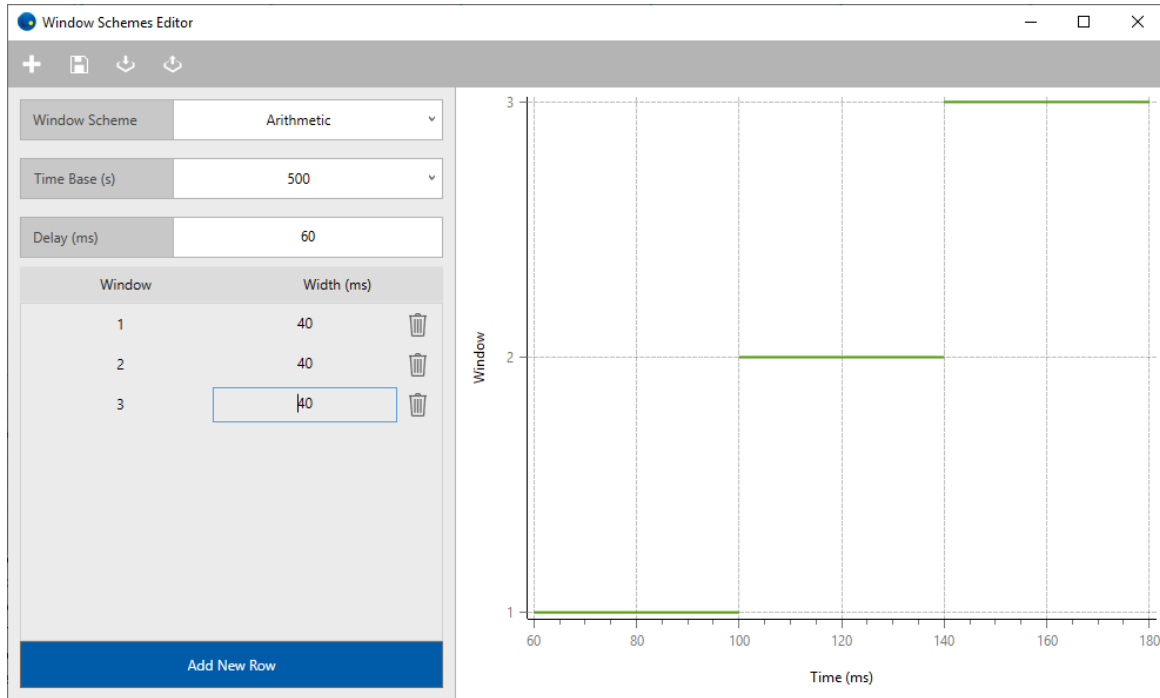 Window Schemes Editor
Window Scheme Arithmetic
Time Base (s) 500
Delay (ms) 60
Window Width (ms)
1 40
2 40
3 40
Add New Row
3
2
1
Window
60 80 100 120 140 160 180
Time (ms)